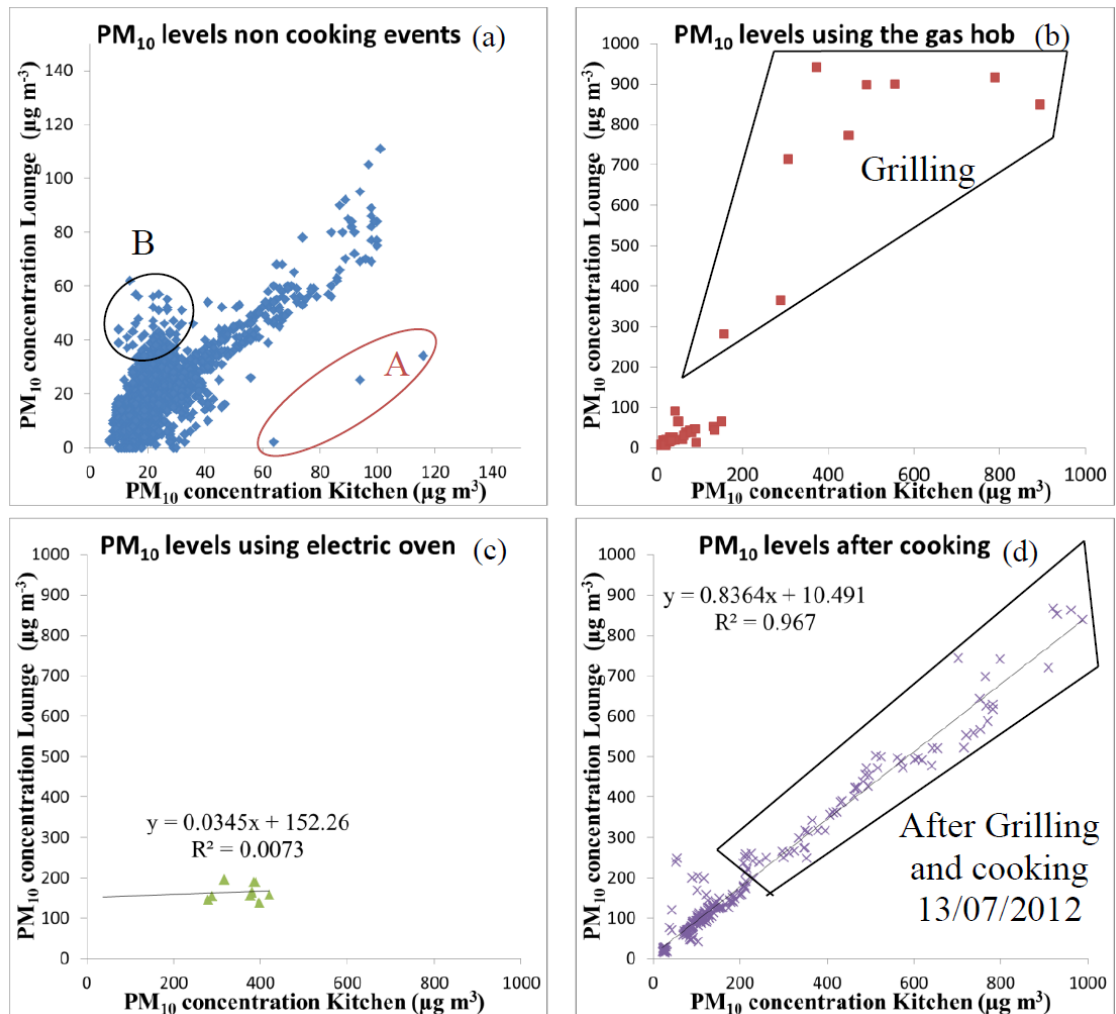 PM₁₀ levels non cooking events (a)
PM₁₀ concentration Lounge (µg m⁻³)
140
120
100
80
60
40
20
0
B
A
0 20 40 60 80 100 120 140
PM₁₀ concentration Kitchen (µg m³)
PM₁₀ levels using the gas hob (b)
PM₁₀ concentration Lounge (µg m⁻³)
1000
900
800
700
600
500
400
300
200
100
0
Grilling
0 200 400 600 800 1000
PM₁₀ concentration Kitchen (µg m³)
PM₁₀ levels using electric oven (c)
PM₁₀ concentration Lounge (µg m⁻³)
1000
900
800
700
600
500
400
300
200
100
0
y = 0.0345x + 152.26
R² = 0.0073
0 200 400 600 800 1000
PM₁₀ concentration Kitchen (µg m³)
PM₁₀ levels after cooking (d)
PM₁₀ concentration Lounge (µg m⁻³)
1000
900
800
700
600
500
400
300
200
100
0
y = 0.8364x + 10.491
R² = 0.967
After Grilling
and cooking
13/07/2012
0 200 400 600 800 1000
PM₁₀ concentration Kitchen (µg m³)